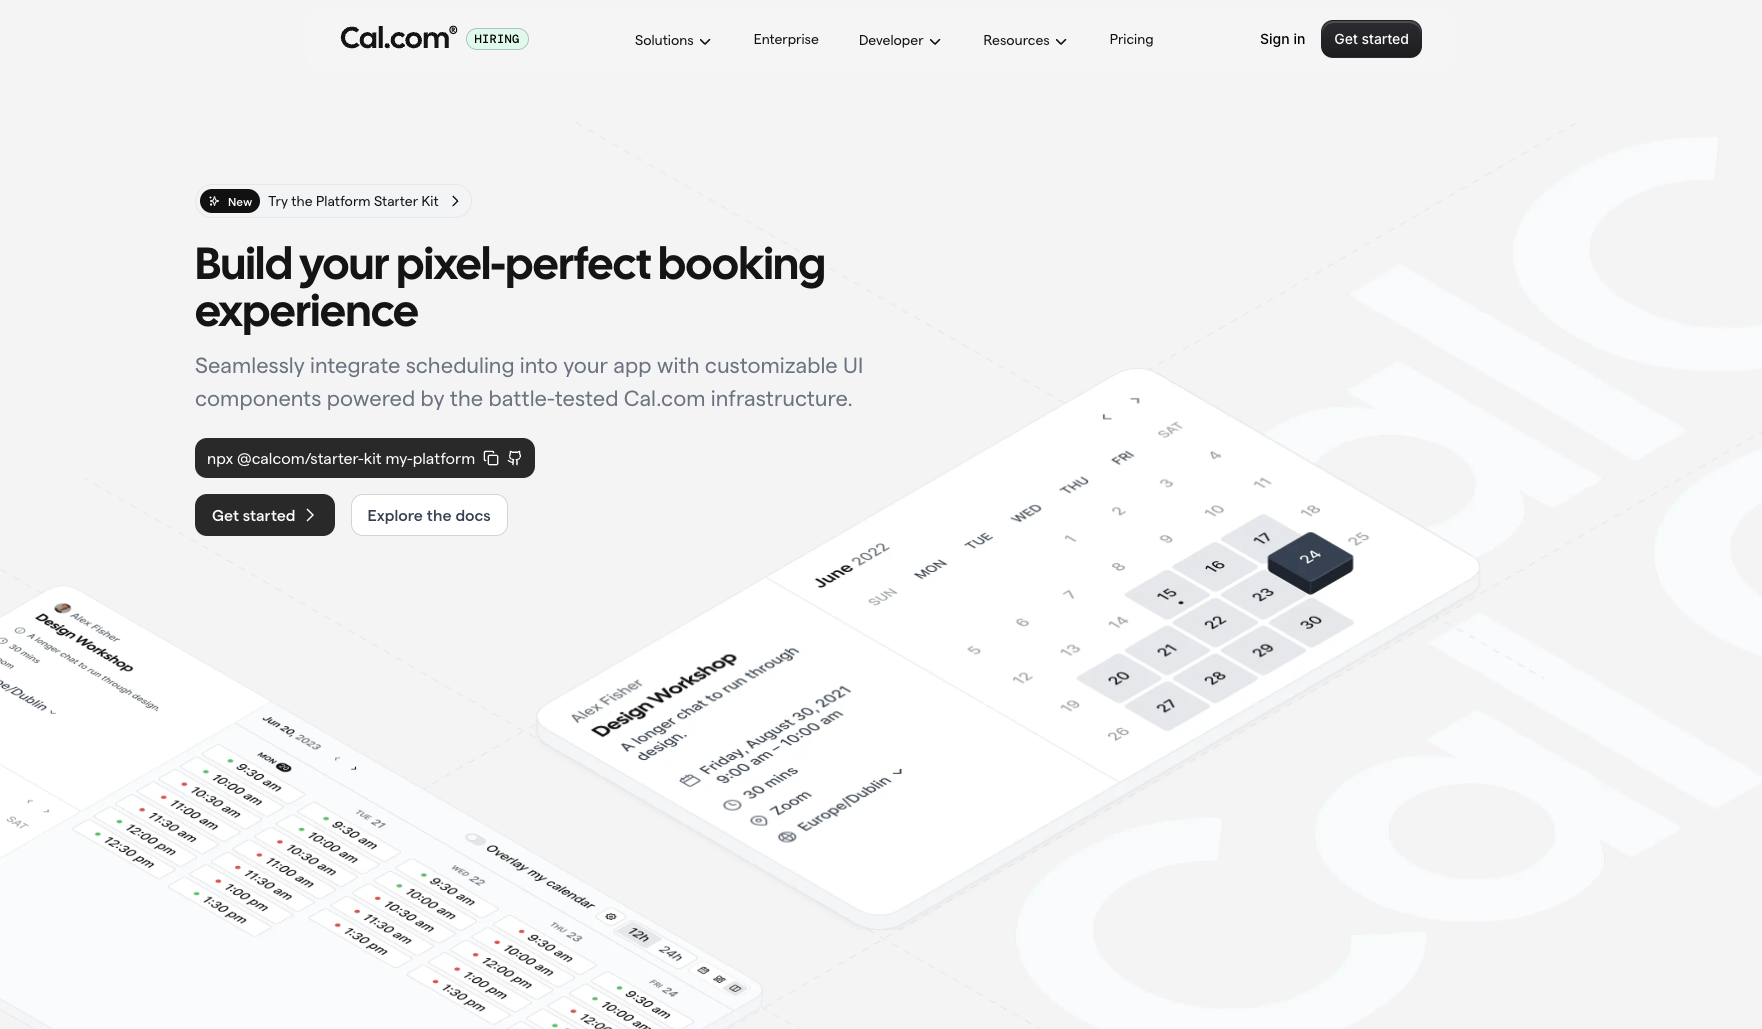 Cal.com® HIRING Solutions Enterprise Developer Resources Pricing Sign in Get started
New Try the Platform Starter Kit
Build your pixel-perfect booking
experience
Seamlessly integrate scheduling into your app with customizable UI
components powered by the battle-tested Cal.com infrastructure.
npx @calcom/starter-kit my-platform
Get started Explore the docs
June 2022
SUN MON TUE WED THU FRI SAT
1 2 3 4
5 6 7 8 9 10 11
12 13 14 15 16 17 18
19 20 21 22 23 24 25
26 27 28 29 30
Alex Fisher
Design Workshop
A longer chat to run through
design.
Friday, August 30, 2021
9:00 am – 10:00 am
30 mins
Zoom
Europe/Dublin
Alex Fisher
Design Workshop
A longer chat to run through design.
30 mins
SAT
Jun 20, 2023
Overlay my calendar
12h 24h
MON 20
9:30 am
10:00 am
10:30 am
11:00 am
11:30 am
12:00 pm
12:30 pm
TUE 21
9:30 am
10:00 am
10:30 am
11:00 am
11:30 am
1:00 pm
1:30 pm
WED 22
9:30 am
10:00 am
10:30 am
11:30 am
1:30 pm
THU 23
9:30 am
10:00 am
12:00 pm
1:00 pm
1:30 pm
FRI 24
9:30 am
10:00 am
Cal
Cal